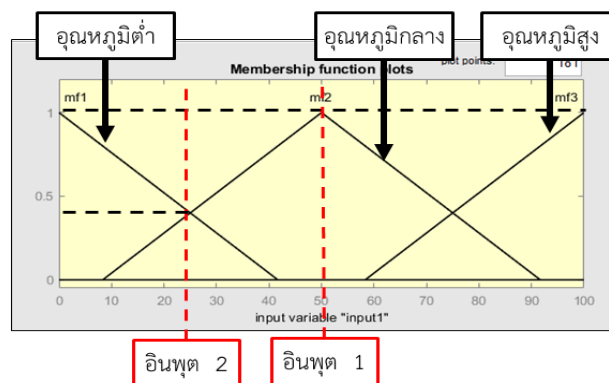 อุณหภูมิต่ำ
อุณหภูมิกลาง
อุณหภูมิสูง
Membership function plots
plot points:
181
mf1
mf2
mf3
1
0.5
0
0 10 20 30 40 50 60 70 80 90 100
input variable "input1"
อินพุต 2
อินพุต 1